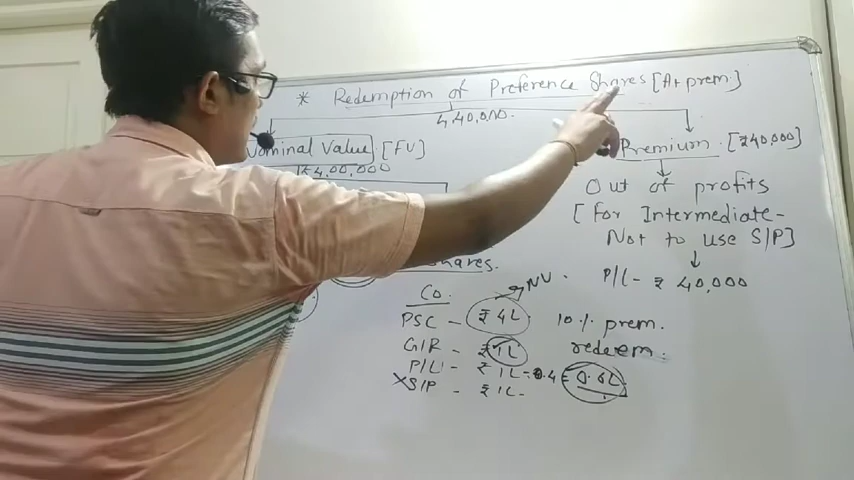 * Redemption of Preference Shares [At prem.]
4,40,000.
Nominal Value [FV]
₹4,00,000
Premium. [₹40,000]
Out of profits
[For Intermediate-
Not to use S/P]
P/L - ₹ 40,000
shares.
Co.
NV.
PSC - ₹ 4L
10% prem.
G/R - ₹ 1L
redeem.
P/L - ₹ 1L - 0.4 = 0.6L
XS/P - ₹ 1L -